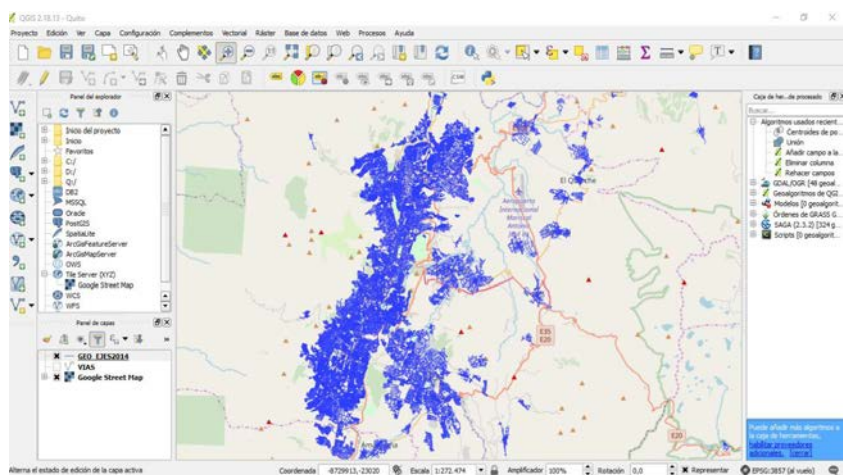 QGIS 2.18.13 - Quito
Proyecto Edición Ver Capa Configuración Complementos Vectorial Ráster Base de datos Web Procesos Ayuda
Panel del explorador
Inicio del proyecto
Inicio
Favoritos
C:/
D:/
Q:/
DB2
MSSQL
Oracle
PostGIS
SpatiaLite
ArcGisFeatureServer
ArcGisMapServer
OWS
Tile Server (XYZ)
Google Street Map
WCS
WFS
Panel de capas
GEO_EJES2014
VIAS
Google Street Map
El Quinche
Aeropuerto
Internacional
Mariscal
E35
E20
E20
Caja de her...de procesado
Buscar...
Algoritmos usados recient...
Centroides de po...
Unión
Añadir campo a la...
Eliminar columna
Rehacer campos
GDAL/OGR [48 geoal...
Geoalgoritmos de QGI...
Modelos [0 geoalgorit...
Órdenes de GRASS G...
SAGA (2.3.2) [324 g...
Scripts [0 geoalgorit...
Puede añadir más algoritmos a
la caja de herramientas,
habilitar proveedores
adicionales. [cerrar]
Alterna el estado de edición de la capa activa
Coordenada -8729913,-23020 Escala 1:272.474 Amplificador 100% Rotación 0,0 Representar EPSG:3857 (al vuelo)